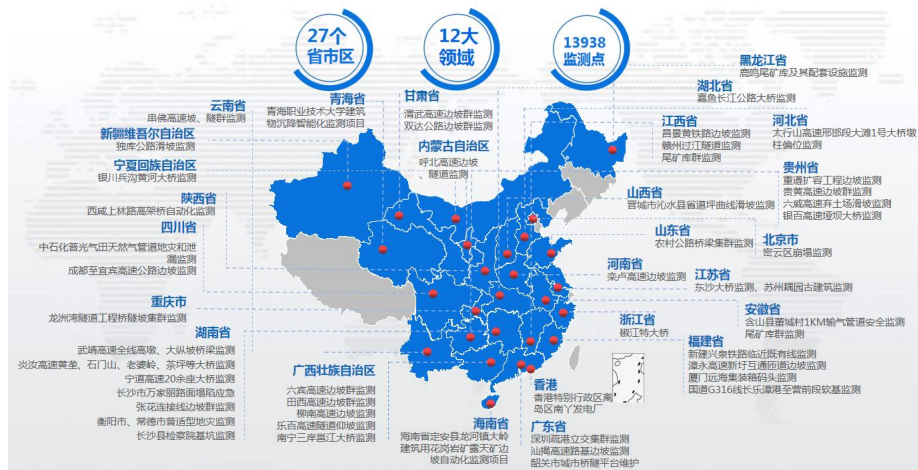 27个
省市区
12大
领域
13938
监测点
黑龙江省
鹿鸣尾矿库及其配套设施监测
湖北省
嘉鱼长江公路大桥监测
青海省
青海职业技术大学建筑
物沉降智能化监测项目
甘肃省
渭武高速边坡群监测
双达公路边坡群监测
云南省
串佛高速坡、隧群监测
江西省
昌景黄铁路边坡监测
赣州过江隧道监测
尾矿库群监测
河北省
太行山高速邢邯段大滩1号大桥墩
柱偏位监测
新疆维吾尔自治区
独库公路滑坡监测
内蒙古自治区
呼北高速边坡
、隧道监测
宁夏回族自治区
银川兵沟黄河大桥监测
贵州省
重遵扩容工程边坡监测
贵黄高速边坡群监测
六威高速弃土场滑坡监测
银百高速埡坝大桥监测
陕西省
西咸上林路高架桥自动化监测
山西省
晋城市沁水县省道坪曲线滑坡监测
四川省
中石化普光气田天然气管道地灾和泄
漏监测
成都至宜宾高速公路边坡监测
山东省
农村公路桥梁集群监测
北京市
密云区崩塌监测
河南省
栾卢高速边坡监测
江苏省
东沙大桥监测、苏州耦园古建筑监测
重庆市
龙洲湾隧道工程桥隧坡集群监测
安徽省
含山县董城村1KM输气管道安全监测
尾矿库群监测
浙江省
椒江特大桥
湖南省
武靖高速全线高墩、大纵坡桥梁监测
炎汝高速黄垄、石门山、老婆岭、茶坪等大桥监测
宁道高速20余座大桥监测
长沙市万家丽路面塌陷应急
张花连接线边坡群监测
衡阳市、常德市普适型地灾监测
长沙县检察院基坑监测
福建省
新建兴泉铁路临近既有线监测
漳永高速新圩互通匝道边坡监测
厦门远海集装箱码头监测
国道G316线长乐漳港至营前段软基监测
广西壮族自治区
六宾高速边坡群监测
田西高速边坡群监测
柳南高速边坡监测
乐百高速隧道仰坡监测
南宁三岸邕江大桥监测
香港
香港特别行政区离
岛区南丫发电厂
海南省
海南省定安县龙河镇大岭
建筑用花岗岩矿露天矿边
坡自动化监测项目
广东省
深圳疏港立交集群监测
汕揭高速路基边坡监测
韶关市城市桥隧平台维护